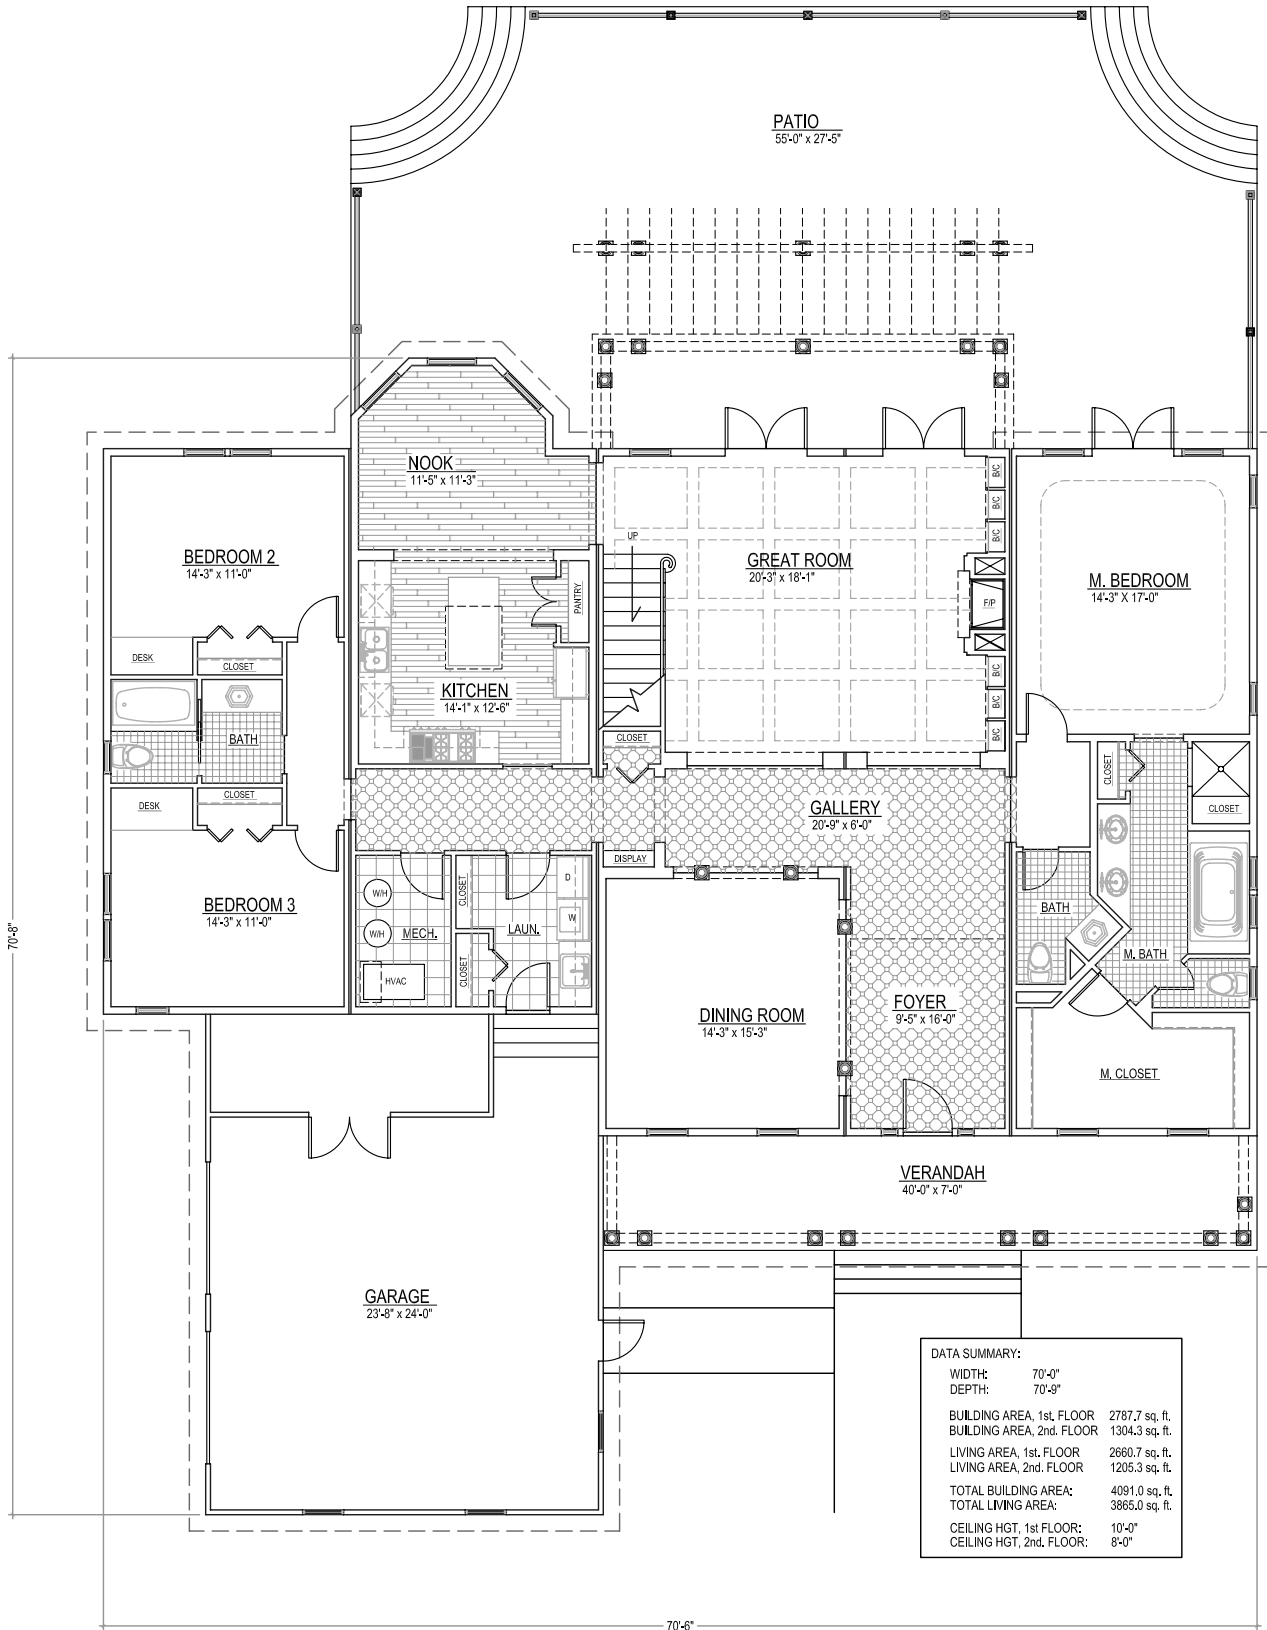 PATIO
55'-0" x 27'-5"
NOOK
11'-5" x 11'-3"
BEDROOM 2
14'-3" x 11'-0"
UP
GREAT ROOM
20'-3" x 18'-1"
M. BEDROOM
14'-3" X 17'-0"
B/C
B/C
B/C
F/P
B/C
B/C
B/C
PANTRY
DESK
CLOSET
KITCHEN
14'-1" x 12'-6"
BATH
CLOSET
CLOSET
CLOSET
DESK
CLOSET
GALLERY
20'-9" x 6'-0"
DISPLAY
BEDROOM 3
14'-3" x 11'-0"
W/H
W/H
MECH.
HVAC
CLOSET
CLOSET
LAUN.
D
W
BATH
M. BATH
70'-8"
DINING ROOM
14'-3" x 15'-3"
FOYER
9'-5" x 16'-0"
M. CLOSET
VERANDAH
40'-0" x 7'-0"
GARAGE
23'-8" x 24'-0"
DATA SUMMARY:
WIDTH: 70'-0"
DEPTH: 70'-9"
BUILDING AREA, 1st. FLOOR 2787.7 sq. ft.
BUILDING AREA, 2nd. FLOOR 1304.3 sq. ft.
LIVING AREA, 1st. FLOOR 2660.7 sq. ft.
LIVING AREA, 2nd. FLOOR 1205.3 sq. ft.
TOTAL BUILDING AREA: 4091.0 sq. ft.
TOTAL LIVING AREA: 3865.0 sq. ft.
CEILING HGT, 1st FLOOR: 10'-0"
CEILING HGT, 2nd. FLOOR: 8'-0"
70'-6"